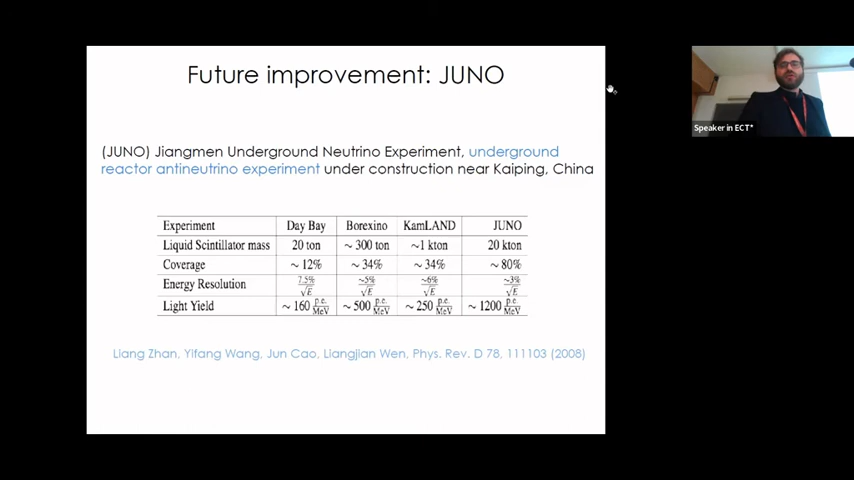 Future improvement: JUNO
(JUNO) Jiangmen Underground Neutrino Experiment, underground
reactor antineutrino experiment under construction near Kaiping, China
Experiment Day Bay Borexino KamLAND JUNO
Liquid Scintillator mass 20 ton ~ 300 ton ~1 kton 20 kton
Coverage ~ 12% ~ 34% ~ 34% ~ 80%
Energy Resolution 7.5%/√E ~5%/√E ~6%/√E ~3%/√E
Light Yield ~ 160 p.e./MeV ~ 500 p.e./MeV ~ 250 p.e./MeV ~ 1200 p.e./MeV
Liang Zhan, Yifang Wang, Jun Cao, Liangjian Wen, Phys. Rev. D 78, 111103 (2008)
Speaker in ECT*